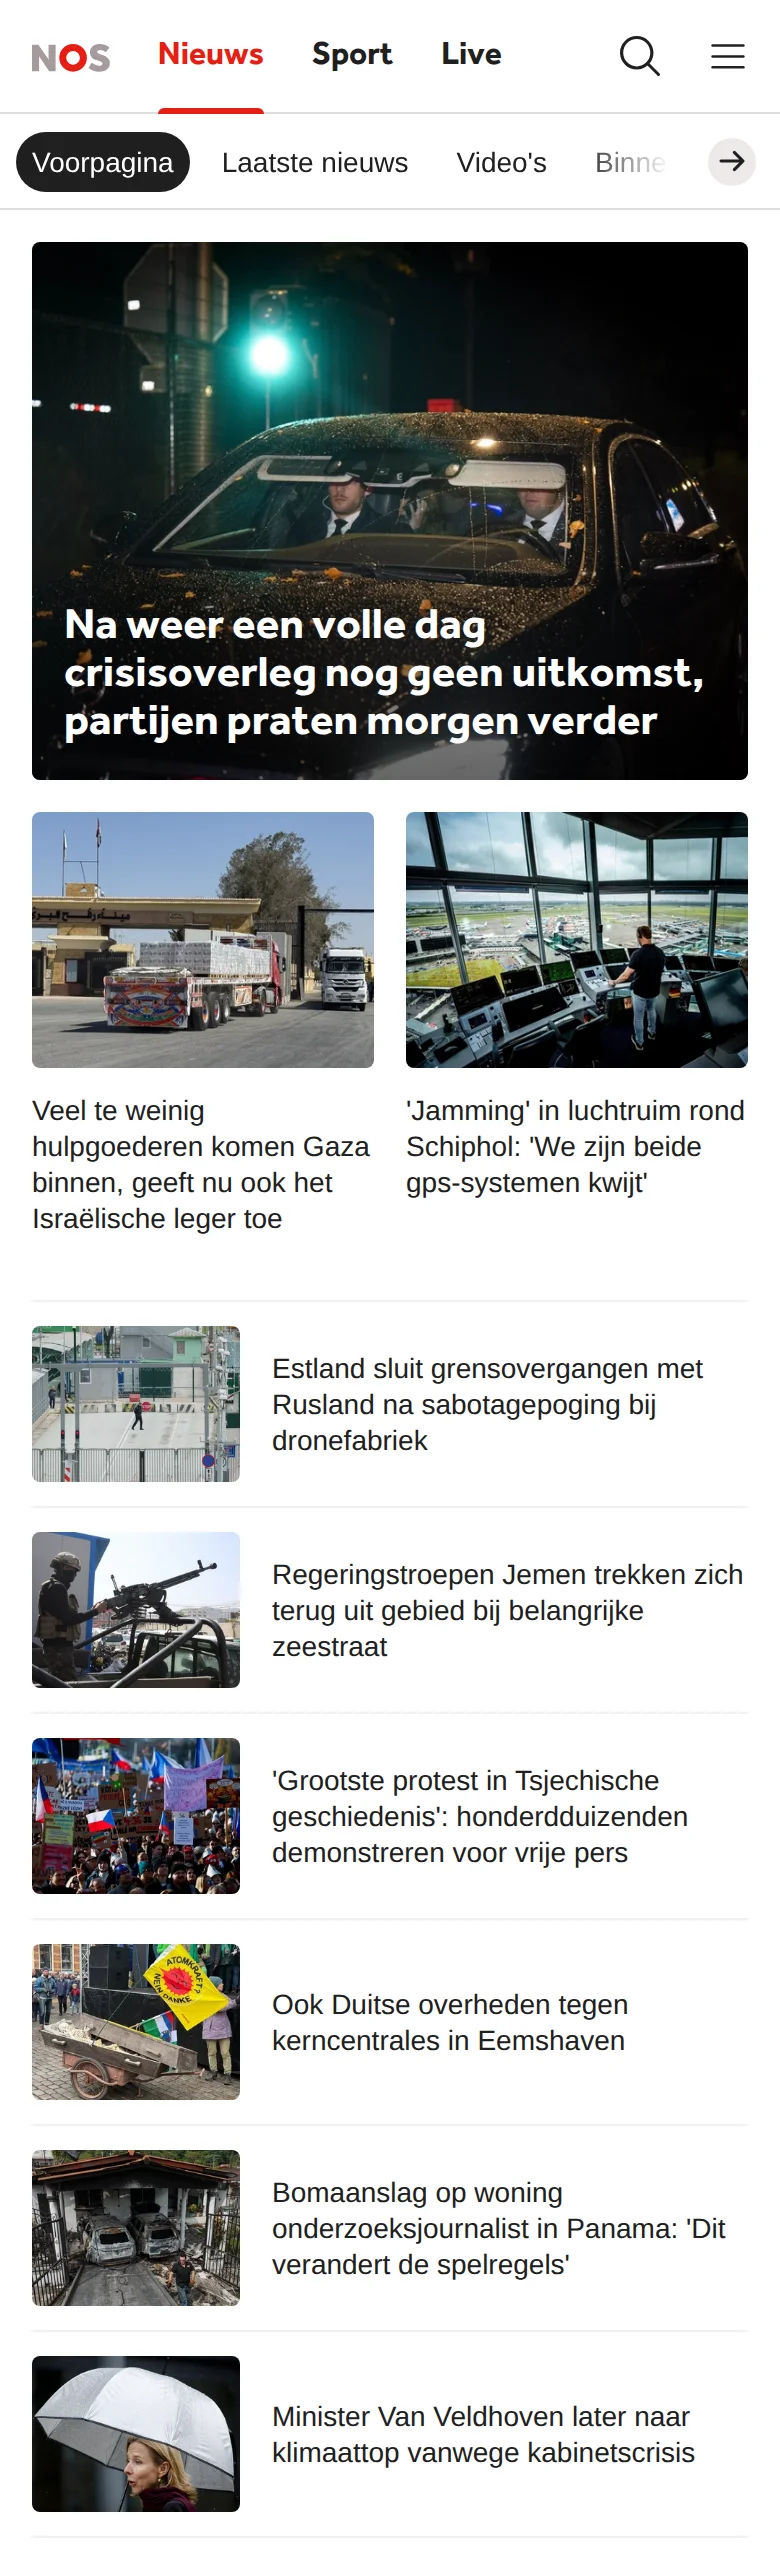 NOS
Nieuws
Sport
Live
Voorpagina
Laatste nieuws
Video's
Binne
Na weer een volle dag
crisisoverleg nog geen uitkomst,
partijen praten morgen verder
Veel te weinig
hulpgoederen komen Gaza
binnen, geeft nu ook het
Israëlische leger toe
'Jamming' in luchtruim rond
Schiphol: 'We zijn beide
gps-systemen kwijt'
Estland sluit grensovergangen met
Rusland na sabotagepoging bij
dronefabriek
Regeringstroepen Jemen trekken zich
terug uit gebied bij belangrijke
zeestraat
'Grootste protest in Tsjechische
geschiedenis': honderdduizenden
demonstreren voor vrije pers
ATOMKRAFT?
NEIN DANKE
Ook Duitse overheden tegen
kerncentrales in Eemshaven
Bomaanslag op woning
onderzoeksjournalist in Panama: 'Dit
verandert de spelregels'
Minister Van Veldhoven later naar
klimaattop vanwege kabinetscrisis